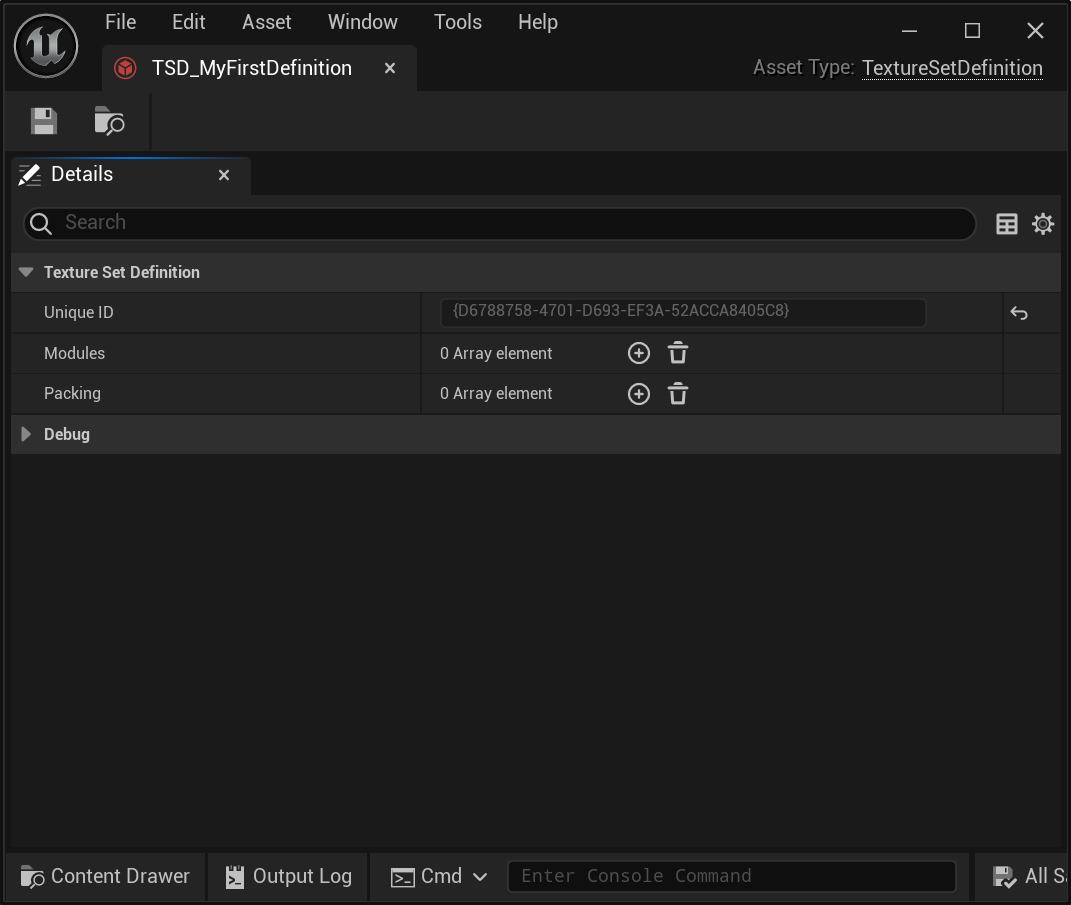 File Edit Asset Window Tools Help
TSD_MyFirstDefinition
Asset Type: TextureSetDefinition
Details
Search
Texture Set Definition
Unique ID {D6788758-4701-D693-EF3A-52ACCA8405C8}
Modules 0 Array element
Packing 0 Array element
Debug
Content Drawer Output Log Cmd Enter Console Command All